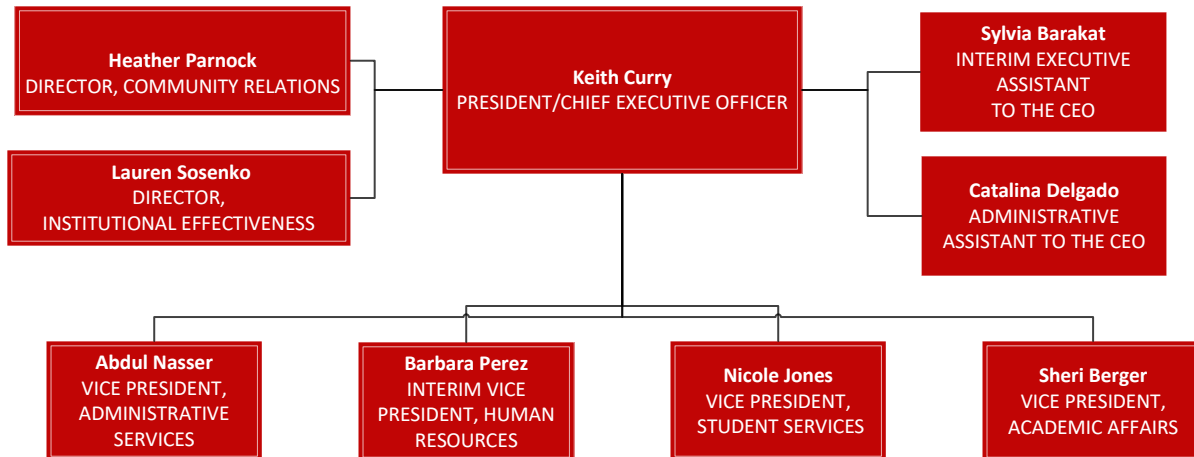 Heather Parnock
DIRECTOR, COMMUNITY RELATIONS
Keith Curry
PRESIDENT/CHIEF EXECUTIVE OFFICER
Sylvia Barakat
INTERIM EXECUTIVE
ASSISTANT
TO THE CEO
Lauren Sosenko
DIRECTOR,
INSTITUTIONAL EFFECTIVENESS
Catalina Delgado
ADMINISTRATIVE
ASSISTANT TO THE CEO
Abdul Nasser
VICE PRESIDENT,
ADMINISTRATIVE
SERVICES
Barbara Perez
INTERIM VICE
PRESIDENT, HUMAN
RESOURCES
Nicole Jones
VICE PRESIDENT,
STUDENT SERVICES
Sheri Berger
VICE PRESIDENT,
ACADEMIC AFFAIRS